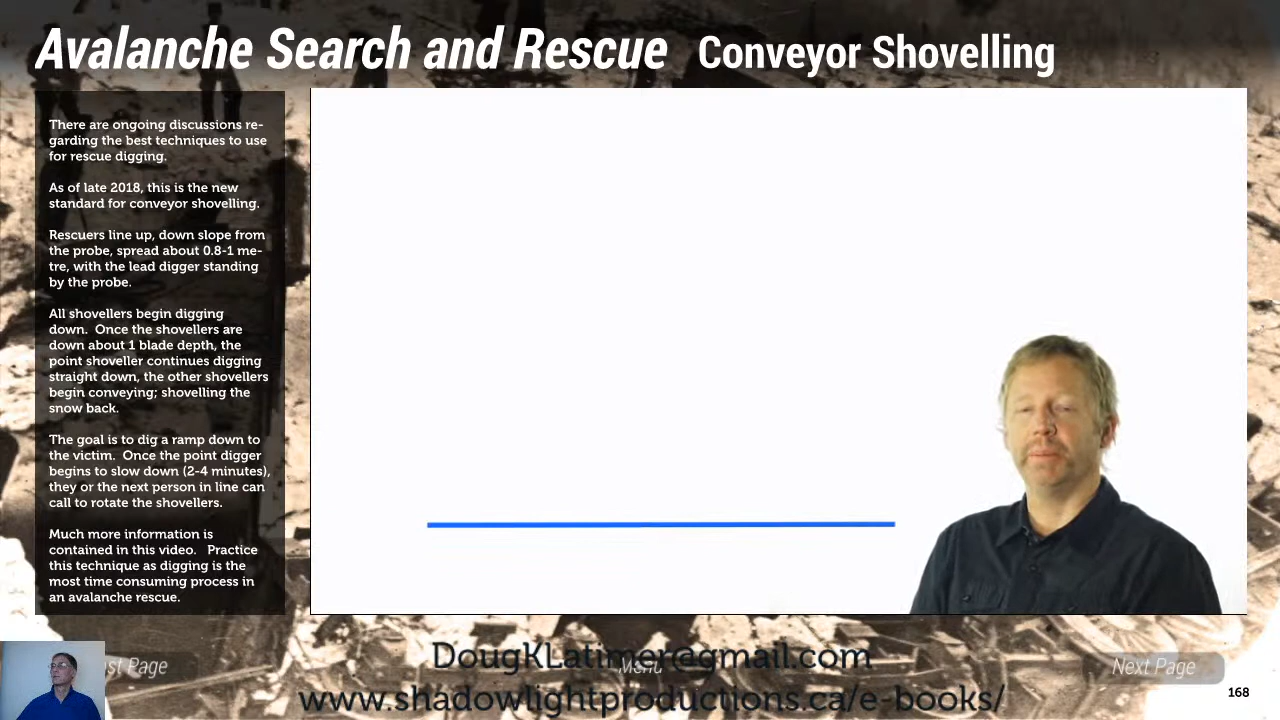 Avalanche Search and Rescue Conveyor Shovelling
There are ongoing discussions re-
garding the best techniques to use
for rescue digging.
As of late 2018, this is the new
standard for conveyor shovelling.
Rescuers line up, down slope from
the probe, spread about 0.8-1 me-
tre, with the lead digger standing
by the probe.
All shovellers begin digging
down. Once the shovellers are
down about 1 blade depth, the
point shoveller continues digging
straight down, the other shovellers
begin conveying; shovelling the
snow back.
The goal is to dig a ramp down to
the victim. Once the point digger
begins to slow down (2-4 minutes),
they or the next person in line can
call to rotate the shovellers.
Much more information is
contained in this video. Practice
this technique as digging is the
most time consuming process in
an avalanche rescue.
DougKLatimer@gmail.com
Page
Menu
Next Page
www.shadowlightproductions.ca/e-books/
168